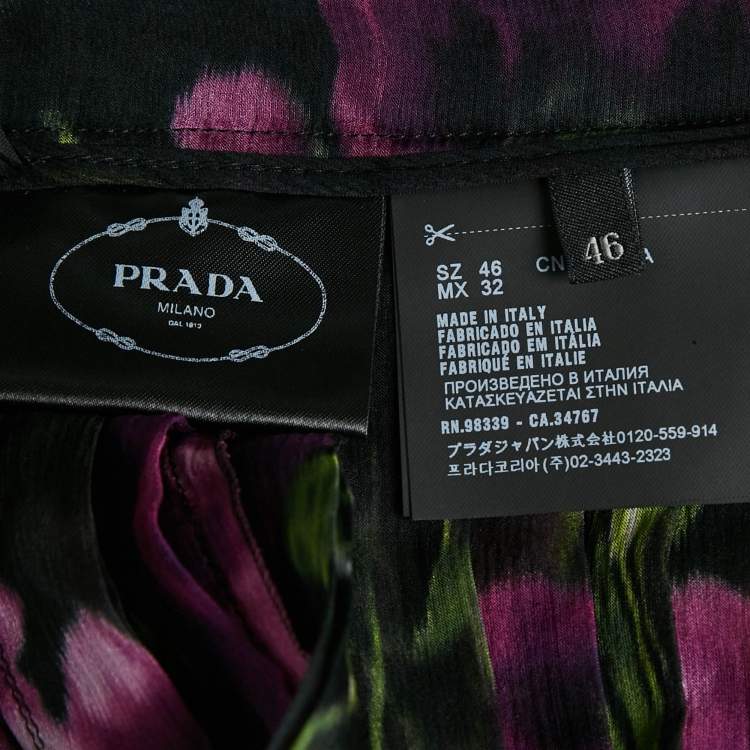 PRADA
MILANO
DAL 1913
46
SZ 46 CN
MX 32
MADE IN ITALY
FABRICADO EN ITALIA
FABRICADO EM ITÁLIA
FABRIQUÉ EN ITALIE
ПРОИЗВЕДЕНО В ИТАЛИЯ
ΚΑΤΑΣΚΕΥΑΖΕΤΑΙ ΣΤΗΝ ΙΤΑΛΙΑ
RN.98339 - CA.34767
プラダジャパン株式会社0120-559-914
프라다코리아(주)02-3443-2323